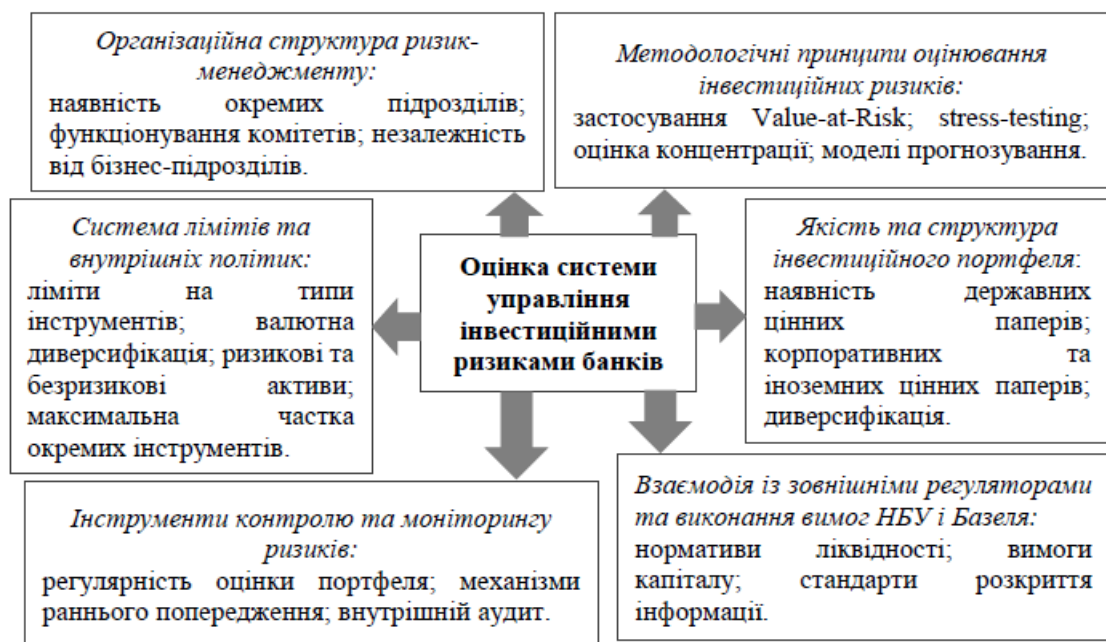 Організаційна структура ризик-
менеджменту:
наявність окремих підрозділів;
функціонування комітетів; незалежність
від бізнес-підрозділів.
Методологічні принципи оцінювання
інвестиційних ризиків:
застосування Value-at-Risk; stress-testing;
оцінка концентрації; моделі прогнозування.
Система лімітів та
внутрішніх політик:
ліміти на типи
інструментів; валютна
диверсифікація; ризикові та
безризикові активи;
максимальна частка
окремих інструментів.
Оцінка системи
управління
інвестиційними
ризиками банків
Якість та структура
інвестиційного портфеля:
наявність державних
цінних паперів;
корпоративних та
іноземних цінних паперів;
диверсифікація.
Інструменти контролю та моніторингу
ризиків:
регулярність оцінки портфеля; механізми
раннього попередження; внутрішній аудит.
Взаємодія із зовнішніми регуляторами
та виконання вимог НБУ і Базеля:
нормативи ліквідності; вимоги
капіталу; стандарти розкриття
інформації.